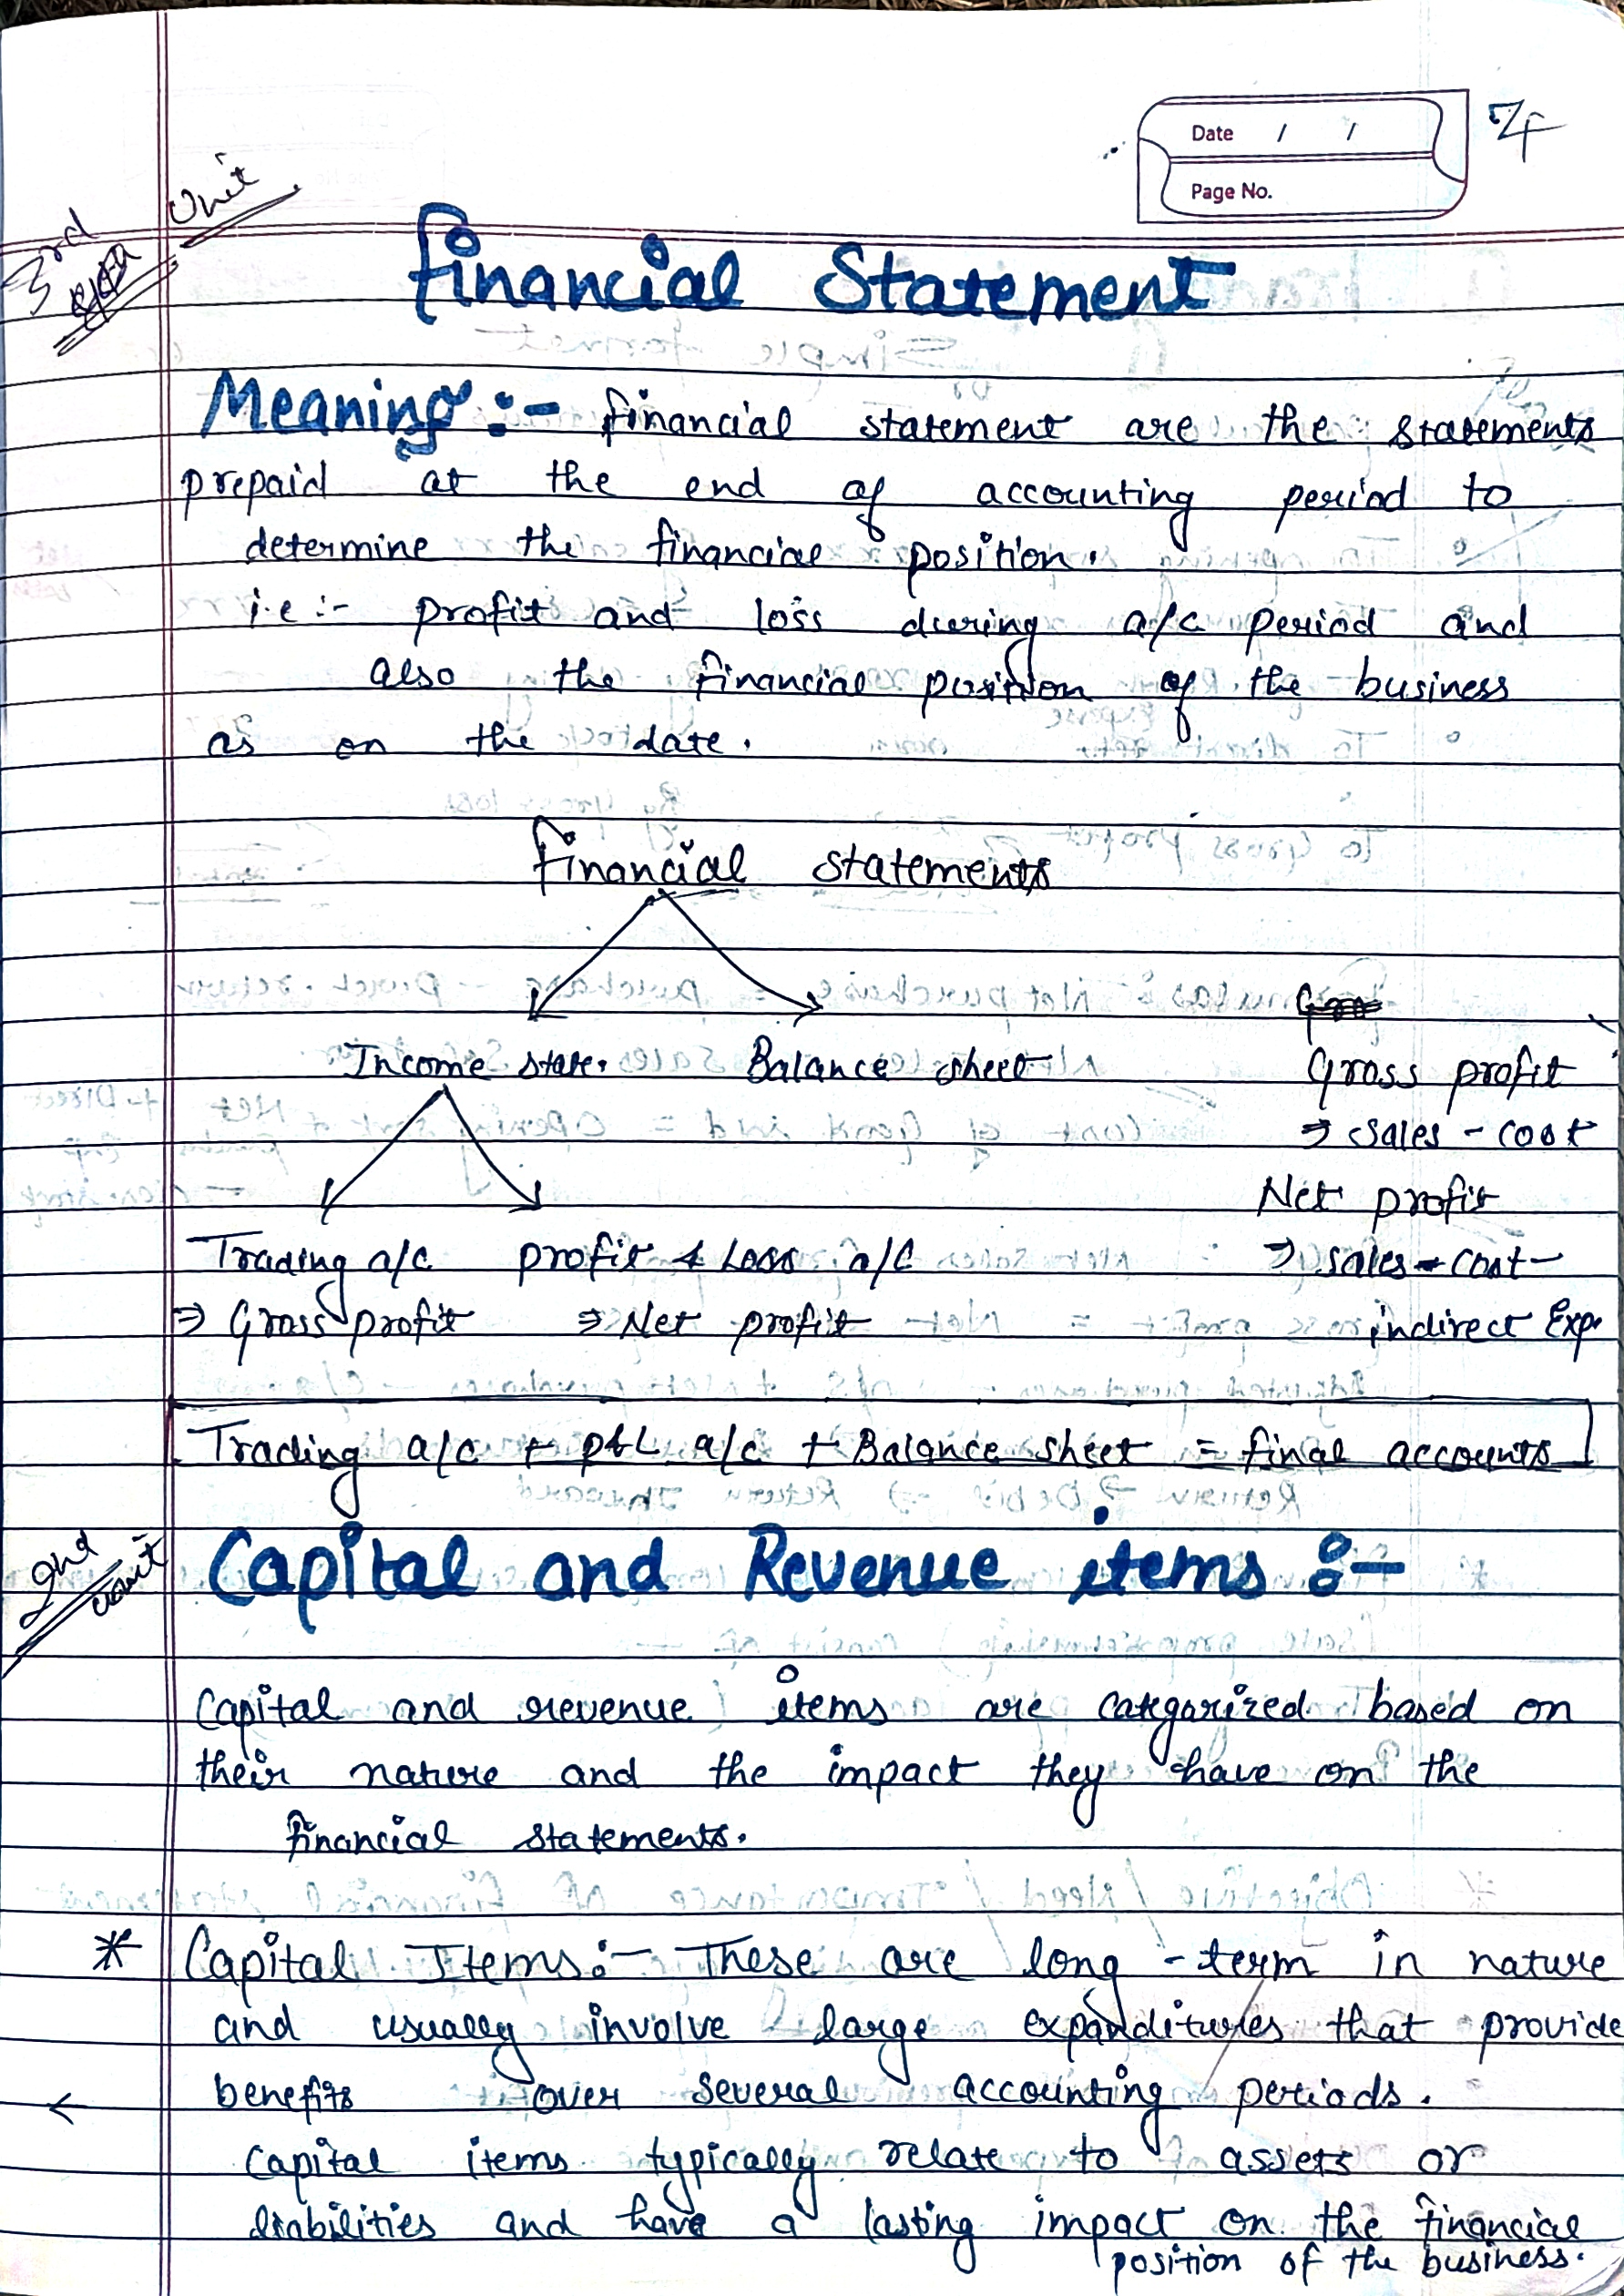 Date / /
Page No.
3rd Unit
Financial Statement
Meaning :- financial statement are the statements
prepaid at the end of accounting period to
determine the financial position.
i.e :- profit and loss during a/c period and
also the financial position of the business
as on the date.
financial statements
Income state. Balance sheet
Gross profit
⇒ sales - cost
Net profit
⇒ sales - cost -
indirect Exp.
Trading a/c profit & Loss a/c
⇒ Gross profit ⇒ Net profit
Trading a/c + P&L a/c + Balance sheet = final accounts
2nd unit
Capital and Revenue items :-
Capital and revenue items are categarized based on
their nature and the impact they have on the
financial statements.
* Capital Items :- These are long - term in nature
and usually involve large expanditures that provide
benefits over several accounting periods.
Capital items typically relate to assets or
liabilities and have a lasting impact on the financial
position of the business.